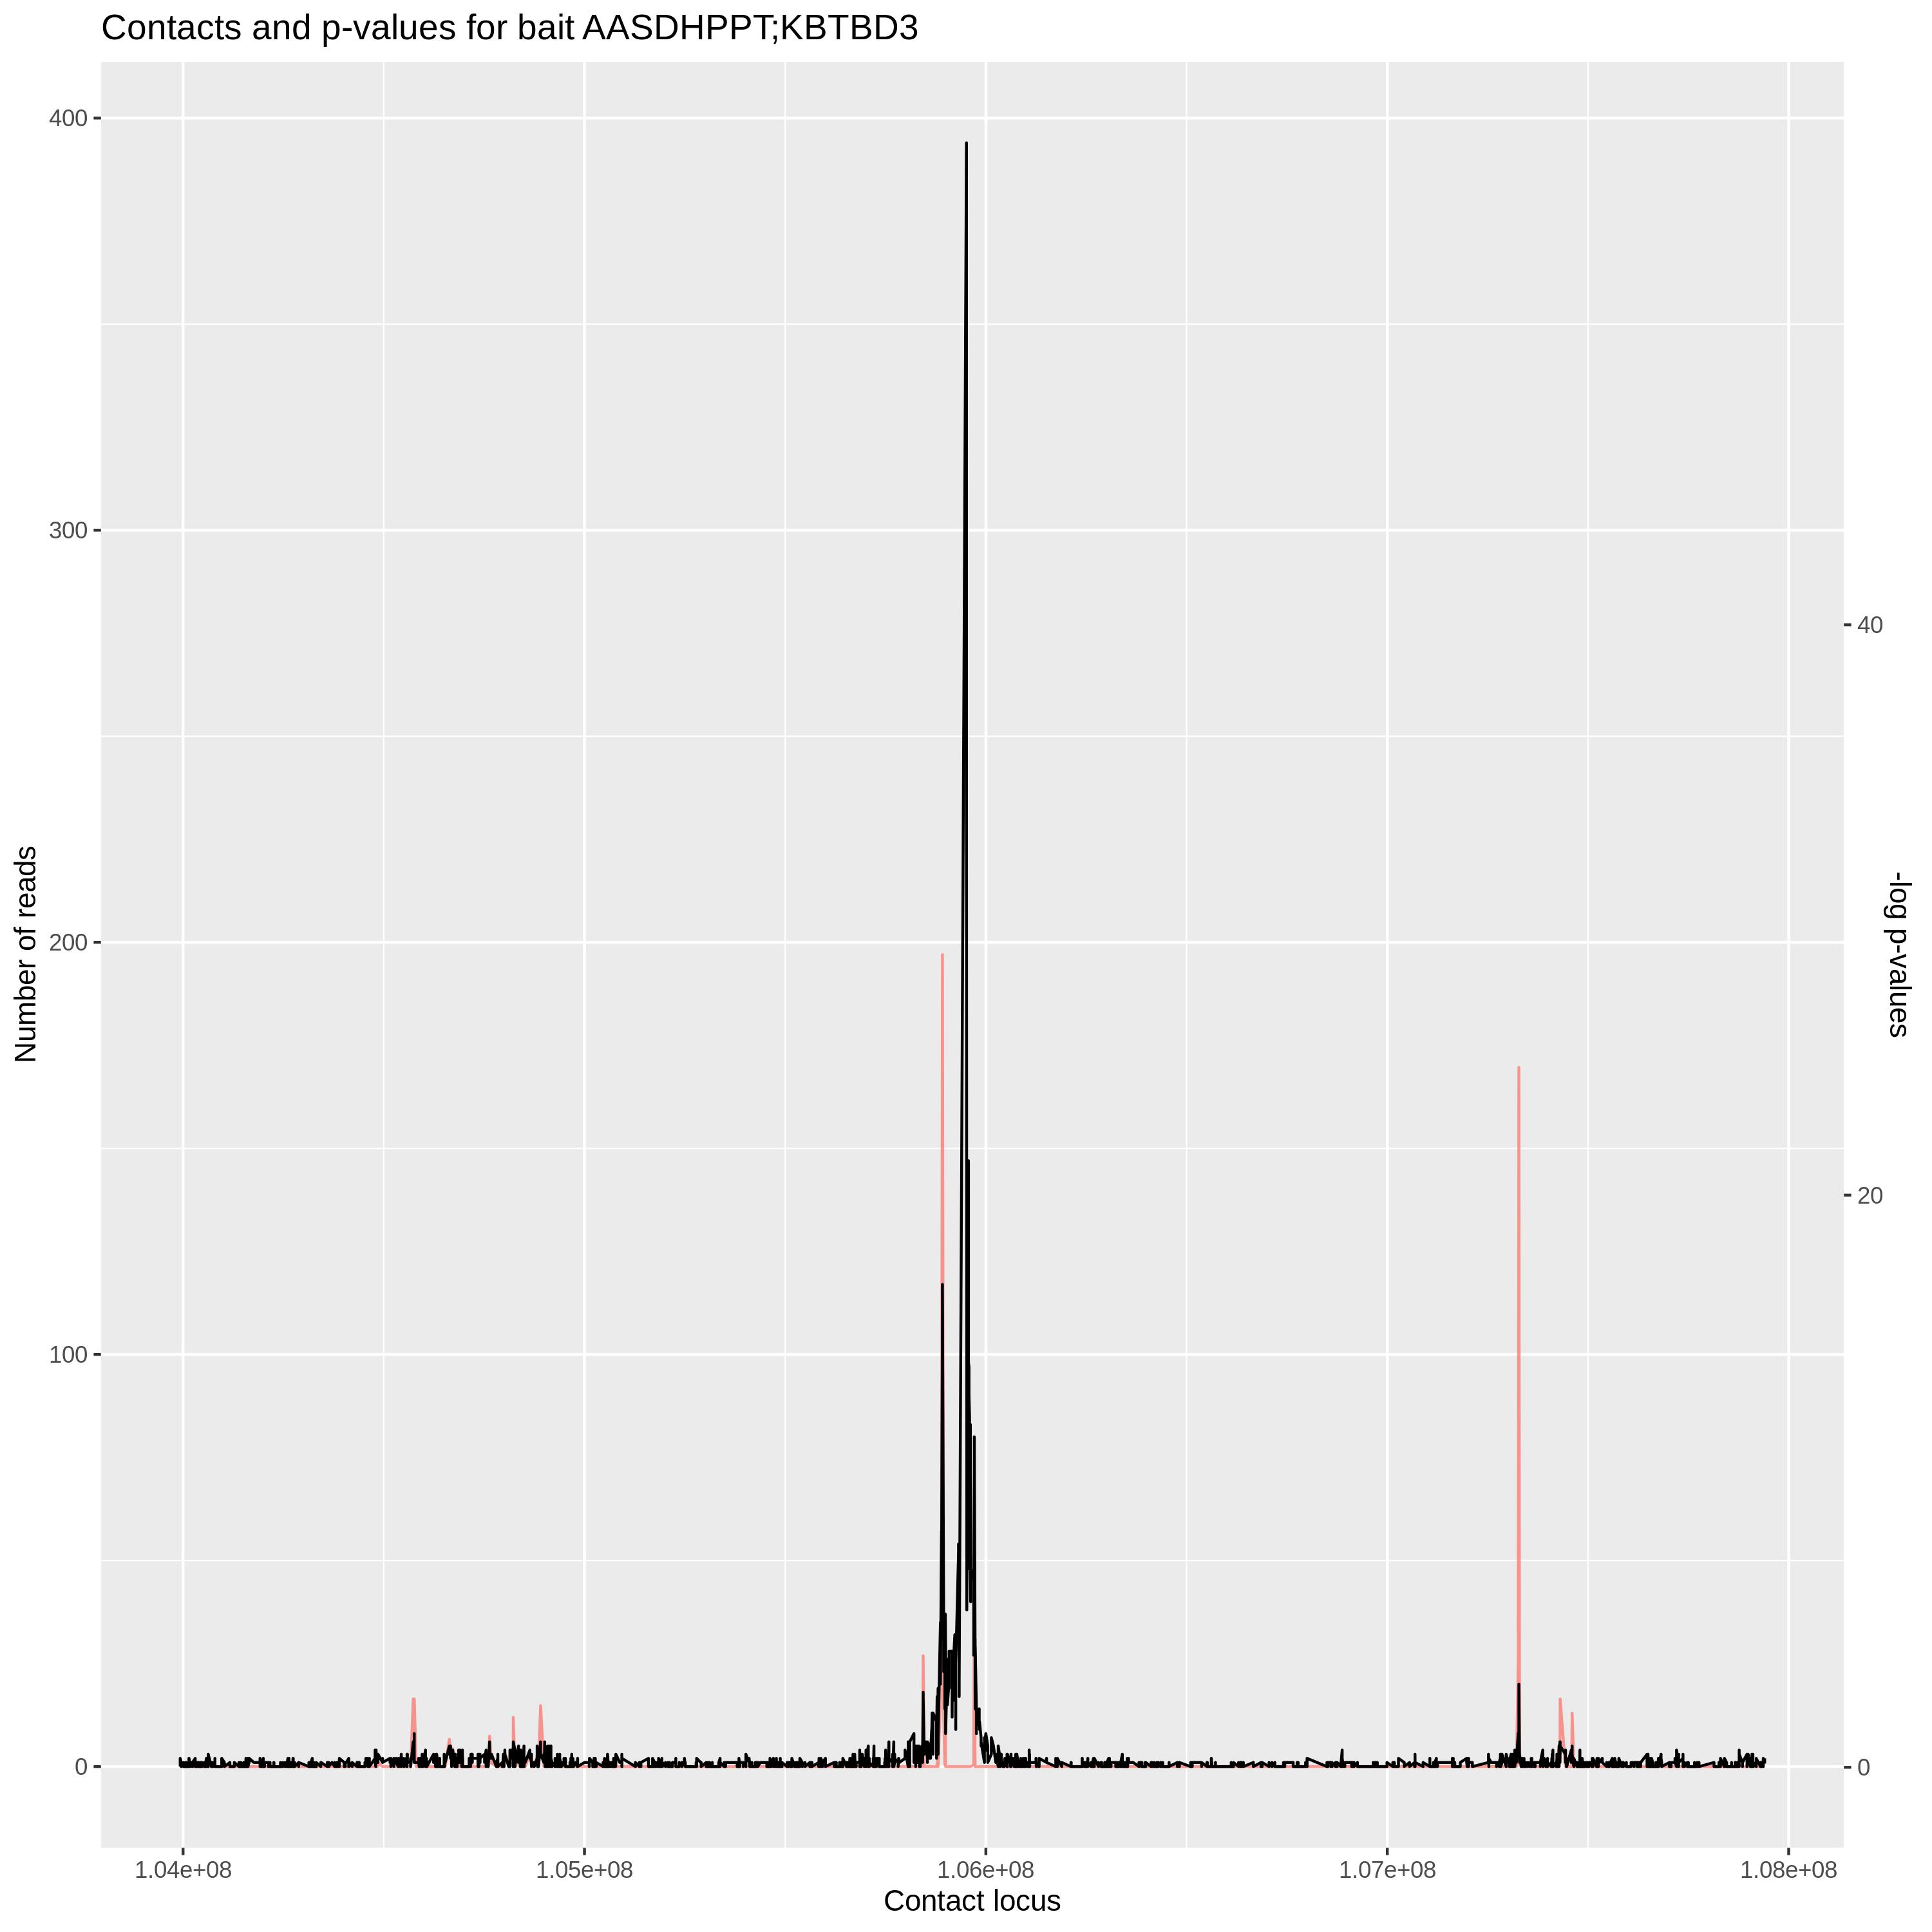 Contacts and p-values for bait AASDHPPT;KBTBD3
400
300
200
100
0
Number of reads
40
20
0
-log p-values
1.04e+08
1.05e+08
1.06e+08
1.07e+08
1.08e+08
Contact locus